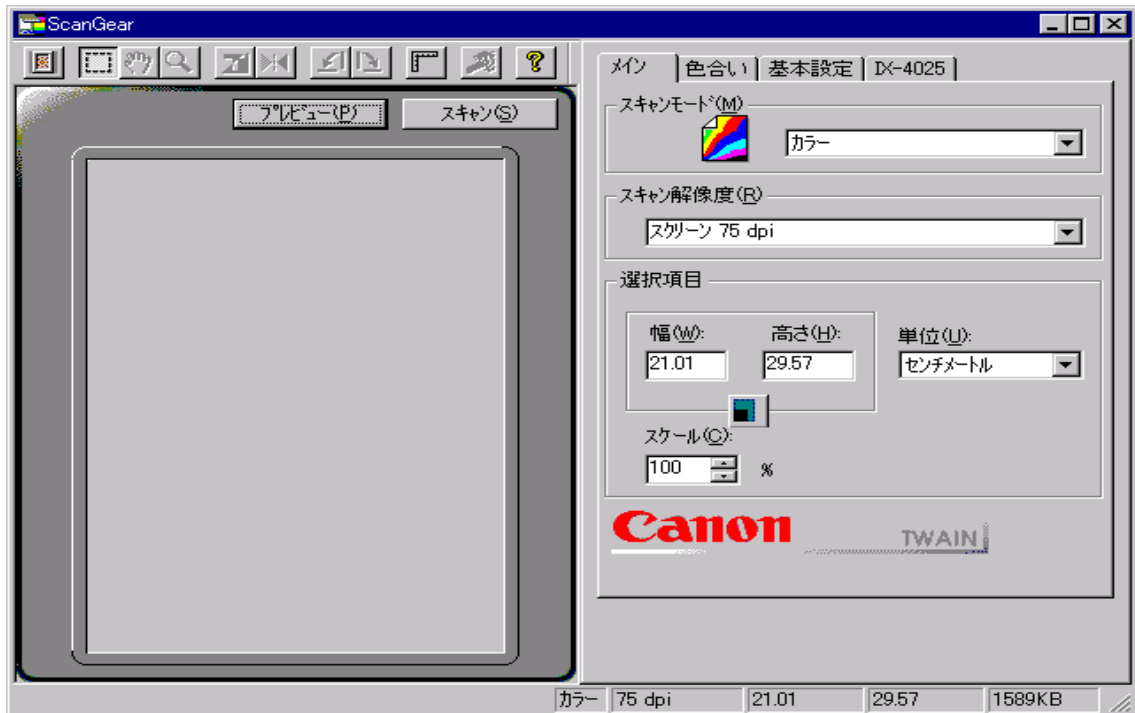 ScanGear
プレビュー(P) スキャン(S)
メイン 色合い 基本設定 IX-4025
スキャンモード(M)
カラー
スキャン解像度(R)
スクリーン 75 dpi
選択項目
幅(W): 高さ(H): 単位(U):
21.01 29.57 センチメートル
スケール(C):
100 %
Canon TWAIN
カラー 75 dpi 21.01 29.57 1589KB